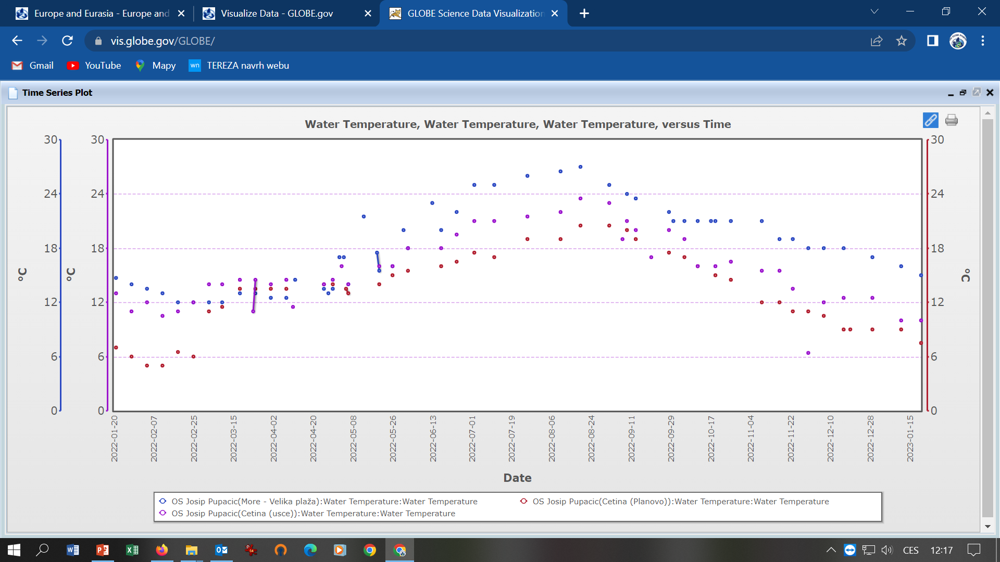 Europe and Eurasia - Europe and
Visualize Data - GLOBE.gov
GLOBE Science Data Visualization
vis.globe.gov/GLOBE/
Gmail
YouTube
Mapy
wn
TEREZA navrh webu
Time Series Plot
Water Temperature, Water Temperature, Water Temperature, versus Time
30
24
18
12
6
0
°C
30
24
18
12
6
0
°C
30
24
18
12
6
0
°C
2022-01-20
2022-02-07
2022-02-25
2022-03-15
2022-04-02
2022-04-20
2022-05-08
2022-05-26
2022-06-13
2022-07-01
2022-07-19
2022-08-06
2022-08-24
2022-09-11
2022-09-29
2022-10-17
2022-11-04
2022-11-22
2022-12-10
2022-12-28
2023-01-15
Date
OS Josip Pupacic(More - Velika plaža):Water Temperature:Water Temperature
OS Josip Pupacic(Cetina (Planovo)):Water Temperature:Water Temperature
OS Josip Pupacic(Cetina (usce)):Water Temperature:Water Temperature
CES
12:17